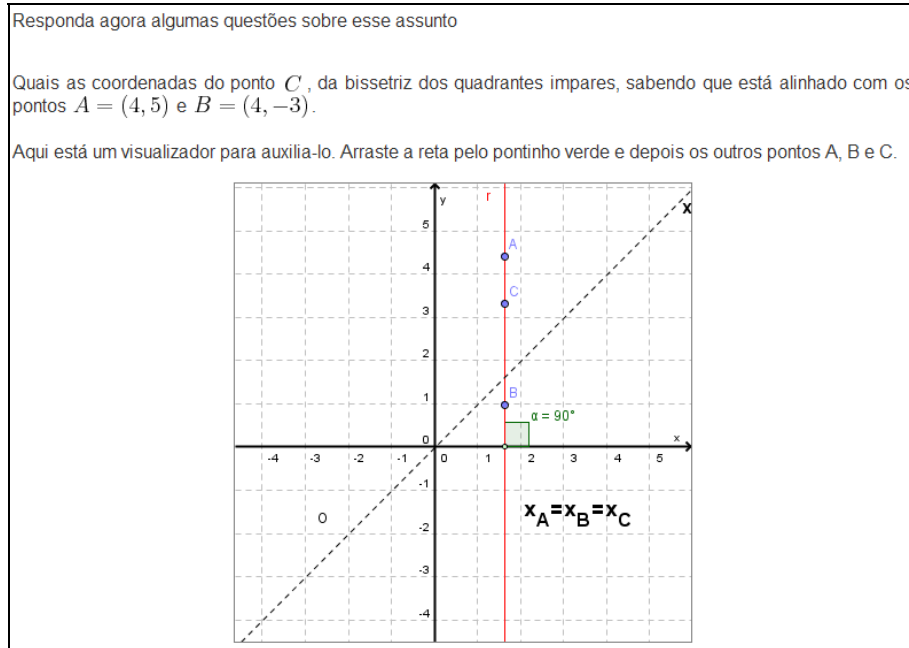 Responda agora algumas questões sobre esse assunto
Quais as coordenadas do ponto C , da bissetriz dos quadrantes impares, sabendo que está alinhado com os
pontos A = (4, 5) e B = (4, −3).
Aqui está um visualizador para auxilia-lo. Arraste a reta pelo pontinho verde e depois os outros pontos A, B e C.
r
y
x
5
A
4
C
3
2
1
B
α = 90°
0
x
-4 -3 -2 -1 0 1 2 3 4 5
-1
x_A=x_B=x_C
O
-2
-3
-4